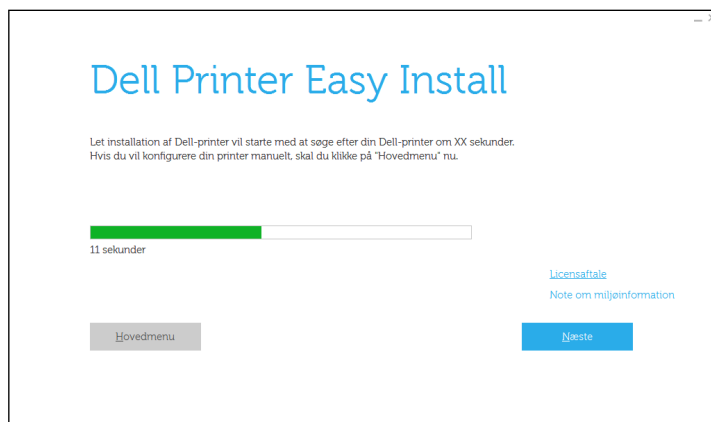 Dell Printer Easy Install
Let installation af Dell-printer vil starte med at søge efter din Dell-printer om XX sekunder.
Hvis du vil konfigurere din printer manuelt, skal du klikke på "Hovedmenu" nu.
11 sekunder
Licensaftale
Note om miljøinformation
Hovedmenu
Næste